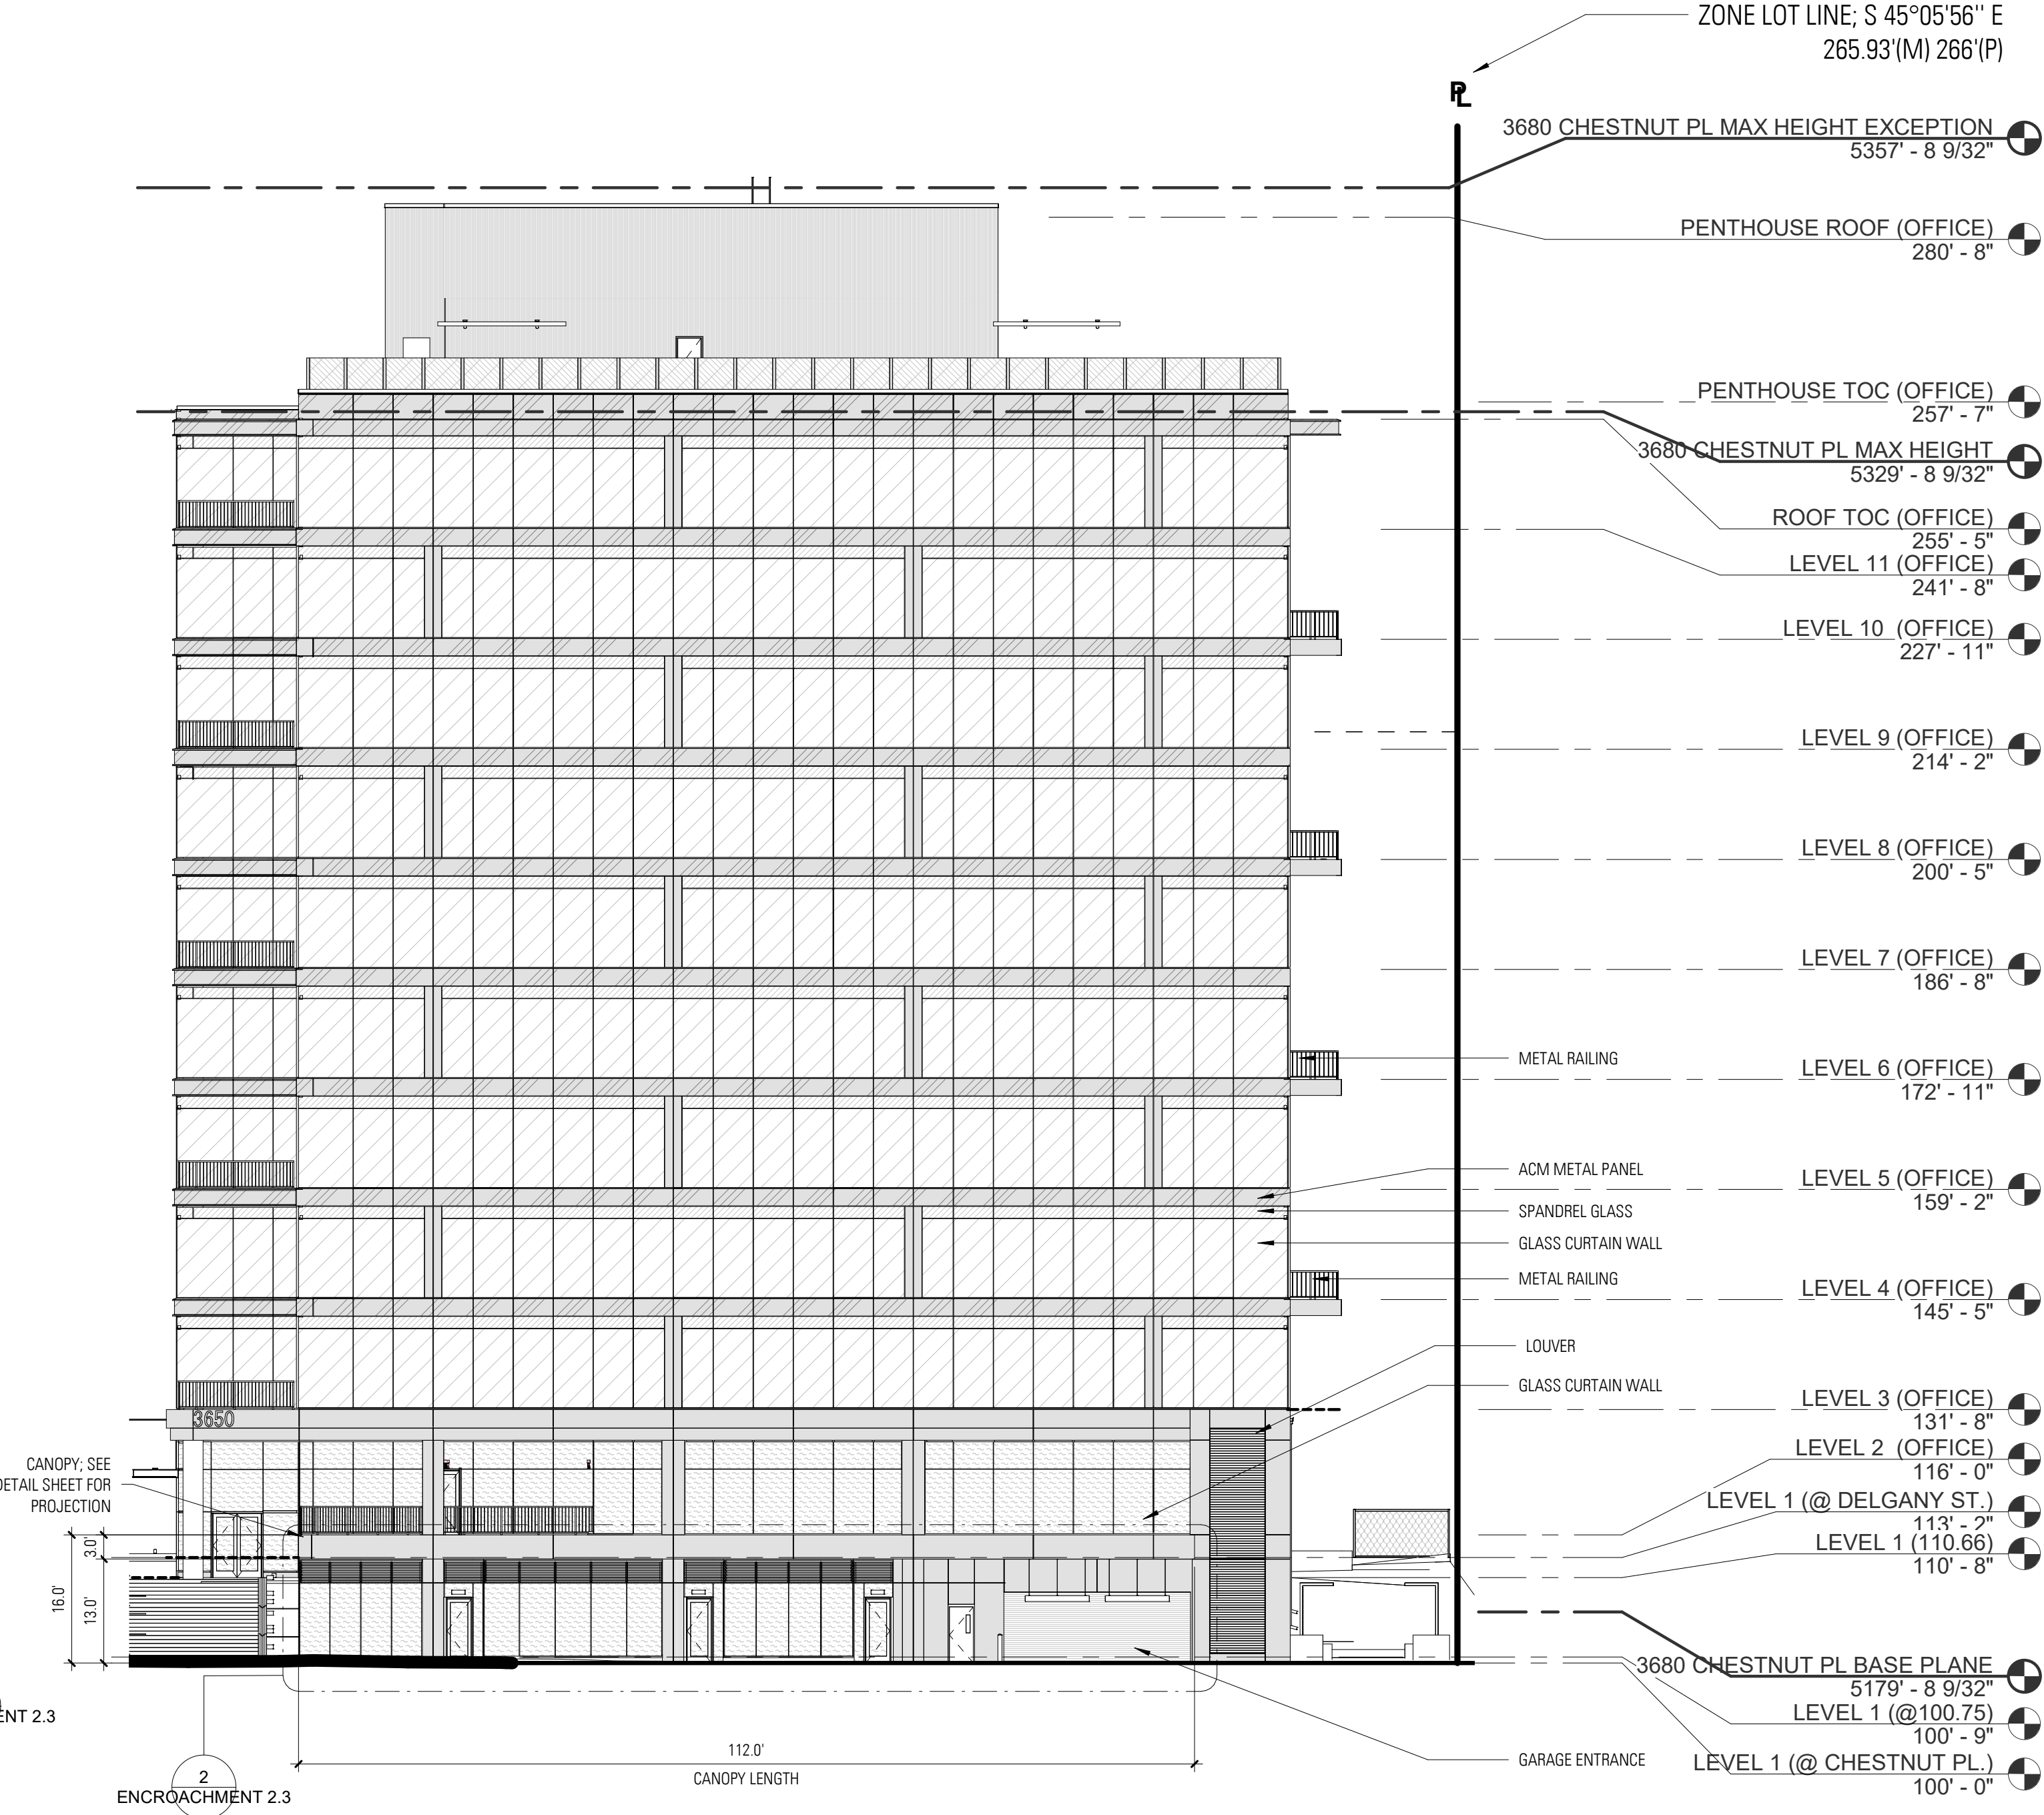 ZONE LOT LINE; S 45°05'56'' E
265.93'(M) 266'(P)
PL
3680 CHESTNUT PL MAX HEIGHT EXCEPTION
5357' - 8 9/32"
PENTHOUSE ROOF (OFFICE)
280' - 8"
PENTHOUSE TOC (OFFICE)
257' - 7"
3680 CHESTNUT PL MAX HEIGHT
5329' - 8 9/32"
ROOF TOC (OFFICE)
255' - 5"
LEVEL 11 (OFFICE)
241' - 8"
LEVEL 10 (OFFICE)
227' - 11"
LEVEL 9 (OFFICE)
214' - 2"
LEVEL 8 (OFFICE)
200' - 5"
LEVEL 7 (OFFICE)
186' - 8"
METAL RAILING
LEVEL 6 (OFFICE)
172' - 11"
ACM METAL PANEL
LEVEL 5 (OFFICE)
159' - 2"
SPANDREL GLASS
GLASS CURTAIN WALL
METAL RAILING
LEVEL 4 (OFFICE)
145' - 5"
LOUVER
GLASS CURTAIN WALL
LEVEL 3 (OFFICE)
131' - 8"
3650
LEVEL 2 (OFFICE)
116' - 0"
CANOPY; SEE
DETAIL SHEET FOR
PROJECTION
LEVEL 1 (@ DELGANY ST.)
113' - 2"
LEVEL 1 (110.66)
110' - 8"
3.0'
16.0'
13.0'
3680 CHESTNUT PL BASE PLANE
5179' - 8 9/32"
LEVEL 1 (@100.75)
100' - 9"
ENT 2.3
112.0'
CANOPY LENGTH
GARAGE ENTRANCE
LEVEL 1 (@ CHESTNUT PL.)
100' - 0"
2
ENCROACHMENT 2.3